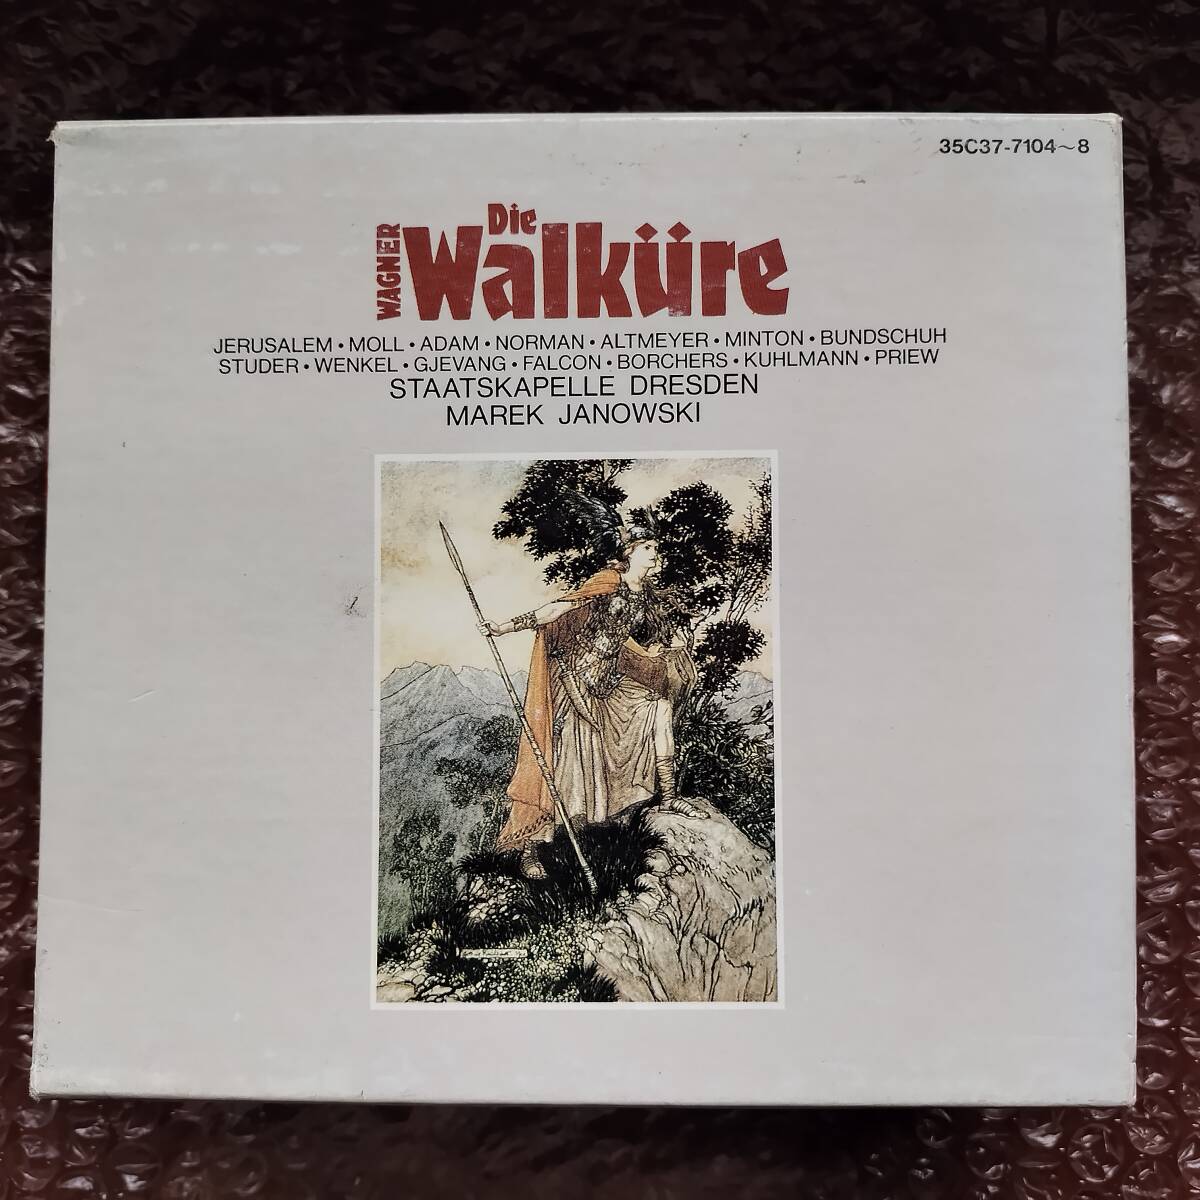 35C37-7104~8
WAGNER
Die
Walküre
JERUSALEM・MOLL・ADAM・NORMAN・ALTMEYER・MINTON・BUNDSCHUH
STUDER・WENKEL・GJEVANG・FALCON・BORCHERS・KUHLMANN・PRIEW
STAATSKAPELLE DRESDEN
MAREK JANOWSKI